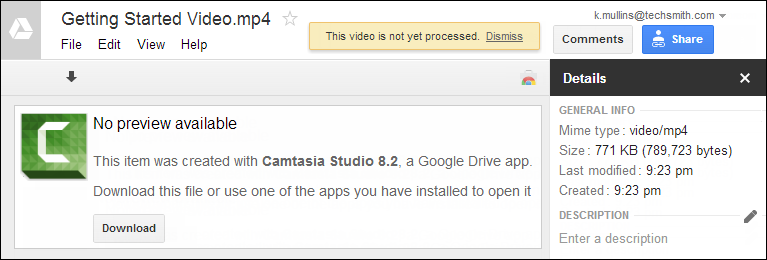 Getting Started Video.mp4
k.mullins@techsmith.com
File Edit View Help
This video is not yet processed. Dismiss
Comments
Share
Details
No preview available
This item was created with Camtasia Studio 8.2, a Google Drive app.
Download this file or use one of the apps you have installed to open it
Download
GENERAL INFO
Mime type : video/mp4
Size : 771 KB (789,723 bytes)
Last modified : 9:23 pm
Created : 9:23 pm
DESCRIPTION
Enter a description